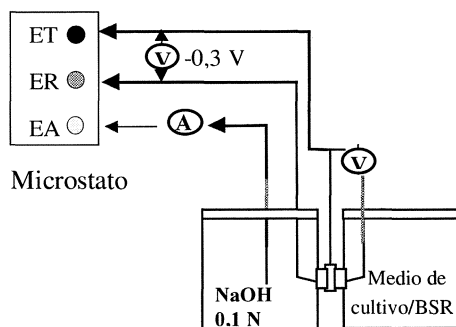 ET
V -0,3 V
ER
EA
A
Microstato
V
NaOH
0,1 N
Medio de
cultivo/BSR